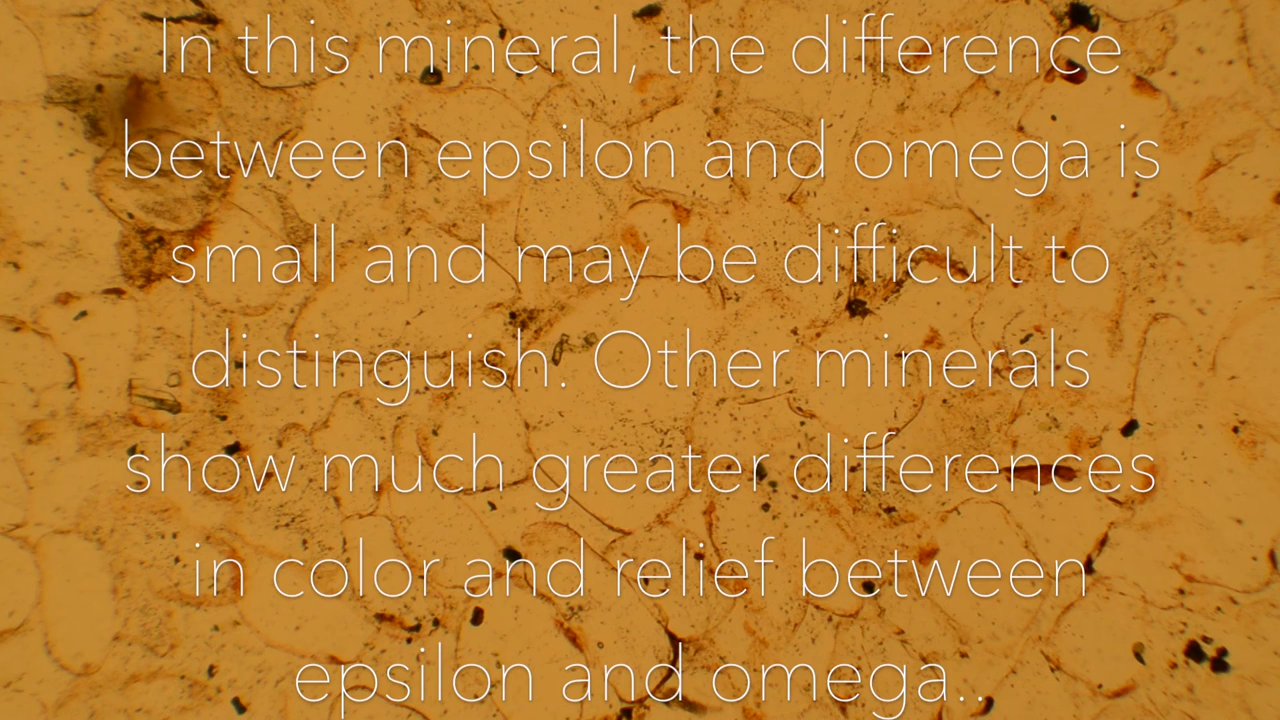 In this mineral, the difference
between epsilon and omega is
small and may be difficult to
distinguish. Other minerals
show much greater differences
in color and relief between
epsilon and omega..